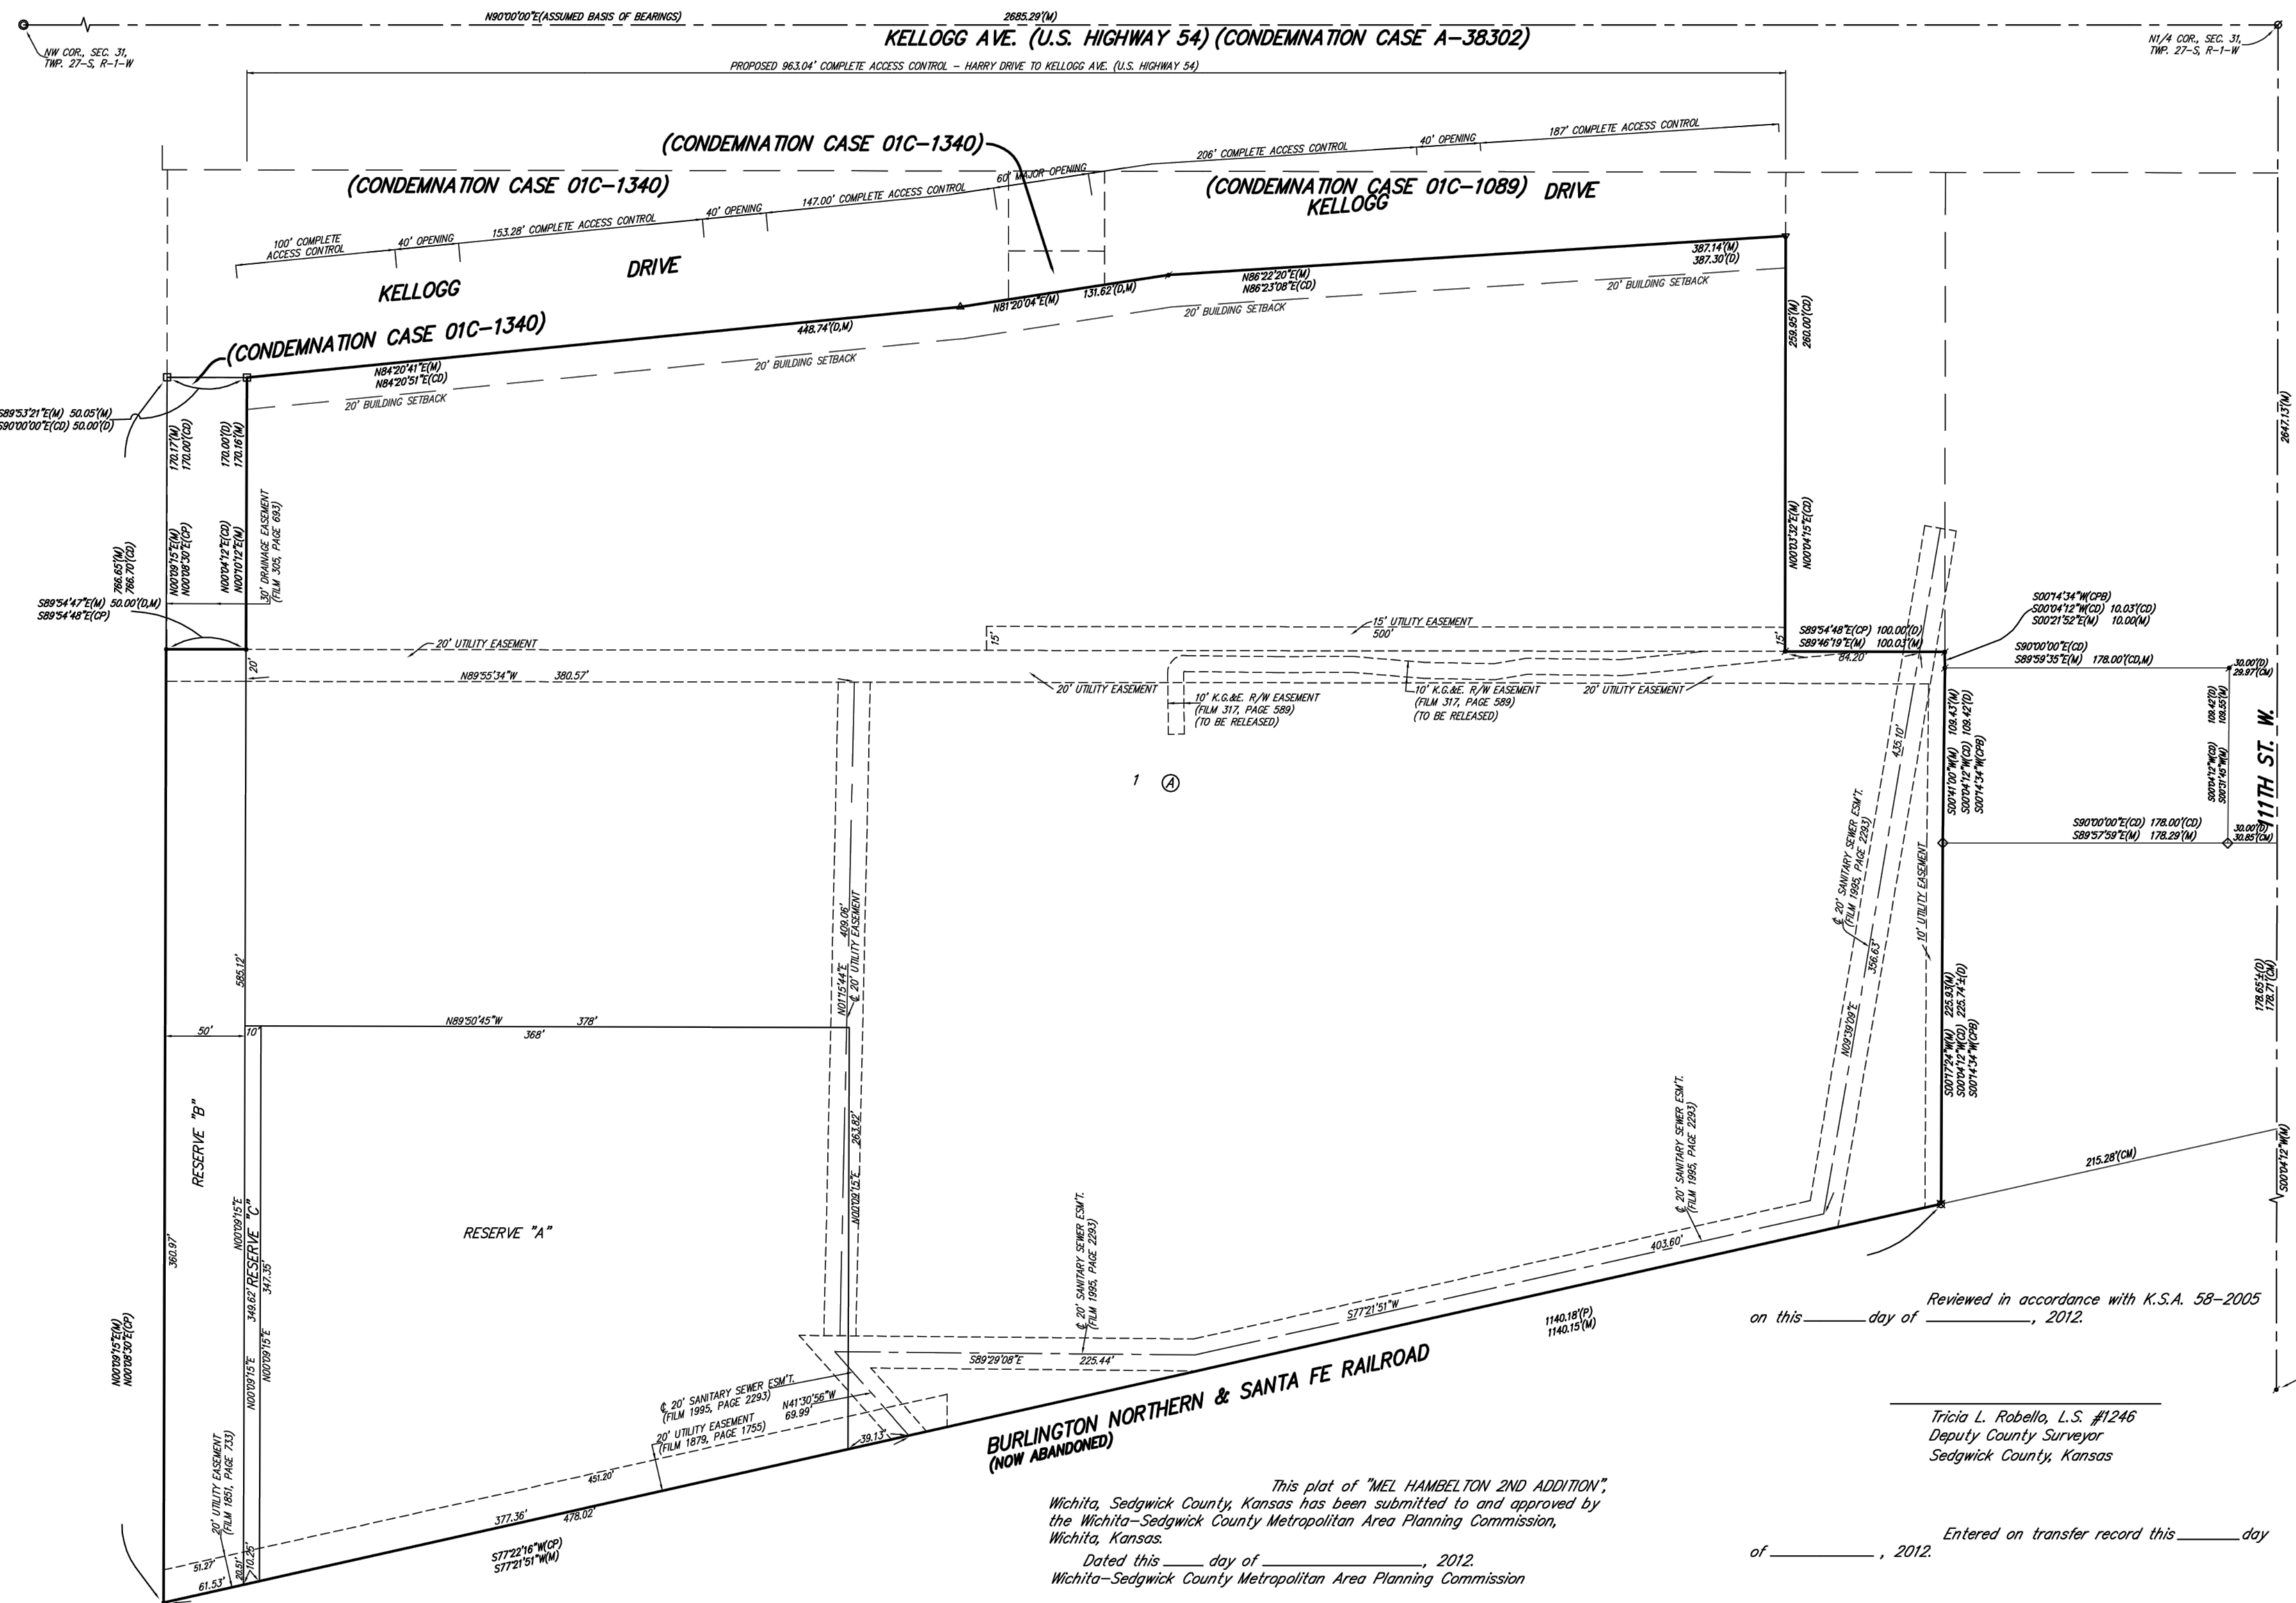 N90°00'00"E(ASSUMED BASIS OF BEARINGS)
2685.29'(M)
KELLOGG AVE. (U.S. HIGHWAY 54) (CONDEMNATION CASE A-38302)
NW COR., SEC. 31,
TWP. 27-S, R-1-W
N1/4 COR., SEC. 31,
TWP. 27-S, R-1-W
PROPOSED 963.04' COMPLETE ACCESS CONTROL - HARRY DRIVE TO KELLOGG AVE. (U.S. HIGHWAY 54)
(CONDEMNATION CASE 01C-1340)
187' COMPLETE ACCESS CONTROL
40' OPENING
206' COMPLETE ACCESS CONTROL
60' MAJOR OPENING
(CONDEMNATION CASE 01C-1340)
(CONDEMNATION CASE 01C-1089) DRIVE
KELLOGG
147.00' COMPLETE ACCESS CONTROL
40' OPENING
153.28' COMPLETE ACCESS CONTROL
40' OPENING
100' COMPLETE
ACCESS CONTROL
DRIVE
KELLOGG
(CONDEMNATION CASE 01C-1340)
387.14'(M)
387.30'(D)
N86°22'20"E(M)
N86°23'08"E(CD)
20' BUILDING SETBACK
20' BUILDING SETBACK
N81°20'04"E(M)
131.62'(D,M)
448.74'(D,M)
20' BUILDING SETBACK
N84°20'41"E(M)
N84°20'51"E(CD)
20' BUILDING SETBACK
259.95'(M)
260.00'(CD)
S89°53'21"E(M) 50.05'(M)
S90°00'00"E(CD) 50.00'(D)
170.17'(M)
170.00'(CD)
170.00'(D)
170.16'(M)
2647.13'(M)
30' DRAINAGE EASEMENT
(FILM 305, PAGE 693)
N00°09'15"E(M)
N00°08'30"E(CP)
N00°04'12"E(CD)
N00°10'12"E(M)
766.65'(M)
766.70'(CD)
N00°03'32"E(M)
N00°04'15"E(CD)
S89°54'47"E(M) 50.00'(D,M)
S89°54'48"E(CP)
S00°14'34"W(CPB)
S00°04'12"W(CD) 10.03'(CD)
S00°21'52"E(M) 10.00(M)
15' UTILITY EASEMENT
500'
15'
15'
20' UTILITY EASEMENT
S89°54'48"E(CP) 100.00'(D)
S89°46'19"E(M) 100.03'(M)
84.20'
S90°00'00"E(CD)
S89°59'35"E(M) 178.00'(CD,M)
30.00'(D)
29.97'(CM)
20'
N89°55'34"W 380.57'
20' UTILITY EASEMENT
10' K.G.&E. R/W EASEMENT
(FILM 317, PAGE 589)
(TO BE RELEASED)
10' K.G.&E. R/W EASEMENT
(FILM 317, PAGE 589)
(TO BE RELEASED)
20' UTILITY EASEMENT
109.42'(D)
109.55'(M)
S00°04'12"W(CD)
S00°31'45"W(M)
111TH ST. W.
435.10'
S00°41'00"W(M) 109.43'(M)
S00°04'12"W(CD) 109.42'(D)
S00°14'34"W(CPB)
1 A
S90°00'00"E(CD) 178.00'(CD)
S89°57'59"E(M) 178.29'(M)
30.00'(D)
30.85'(CM)
℄ 20' SANITARY SEWER ESM'T.
(FILM 1995, PAGE 2293)
10' UTILITY EASEMENT
356.63'
N09°39'09"E
409.06'
N01°15'44"E
℄ 20' UTILITY EASEMENT
585.12'
178.65'±(D)
178.71'(CM)
S00°17'24"W(M) 225.93'(M)
S00°04'12"W(CD) 225.74'±(D)
S00°14'34"W(CPB)
N89°50'45"W 378'
368'
50'
10'
RESERVE "B"
RESERVE "A"
N00°09'15"E 263.82'
℄ 20' SANITARY SEWER ESM'T.
(FILM 1995, PAGE 2293)
215.28'(CM)
S00°04'12"W(M)
360.97'
N00°09'15"E
N00°09'15"E 349.62' RESERVE "C"
N00°09'15"E 347.35'
℄ 20' SANITARY SEWER ESM'T.
(FILM 1995, PAGE 2293)
403.60'
S77°21'51"W
N00°09'15"E(M)
N00°08'30"E(CP)
1140.18'(P)
1140.15'(M)
S89°29'08"E 225.44'
BURLINGTON NORTHERN & SANTA FE RAILROAD
(NOW ABANDONED)
℄ 20' SANITARY SEWER ESM'T.
(FILM 1995, PAGE 2293)
N41°30'56"W
69.99'
20' UTILITY EASEMENT
(FILM 1879, PAGE 1755)
39.13'
451.20'
20' UTILITY EASEMENT
(FILM 1851, PAGE 733)
377.36' 478.02'
S77°22'16"W(CP)
S77°21'51"W(M)
51.27'
61.53'
20.51'
10.25'
Reviewed in accordance with K.S.A. 58-2005
on this day of , 2012.
Tricia L. Robello, L.S. #1246
Deputy County Surveyor
Sedgwick County, Kansas
This plat of "MEL HAMBELTON 2ND ADDITION",
Wichita, Sedgwick County, Kansas has been submitted to and approved by
the Wichita-Sedgwick County Metropolitan Area Planning Commission,
Wichita, Kansas.
Dated this day of , 2012.
Wichita-Sedgwick County Metropolitan Area Planning Commission
Entered on transfer record this day
of , 2012.